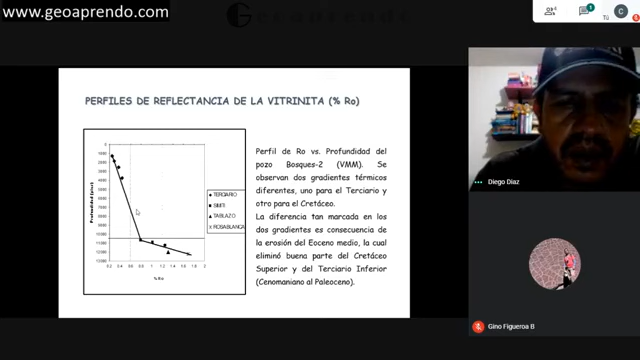 www.geoaprendo.com
PERFILES DE REFLECTANCIA DE LA VITRINITA (% Ro)
TERCIARIO
SIMITI
TABLAZO
ROSABLANCA
% Ro
Perfil de Ro vs. Profundidad del
pozo Bosques-2 (VMM). Se
observan dos gradientes térmicos
diferentes, uno para el Terciario y
otro para el Cretáceo.
La diferencia tan marcada en los
dos gradientes es consecuencia de
la erosión del Eoceno medio, la cual
eliminó buena parte del Cretáceo
Superior y del Terciario Inferior
(Cenomaniano al Paleoceno).
C
Tú
Diego Diaz
Gino Figueroa B